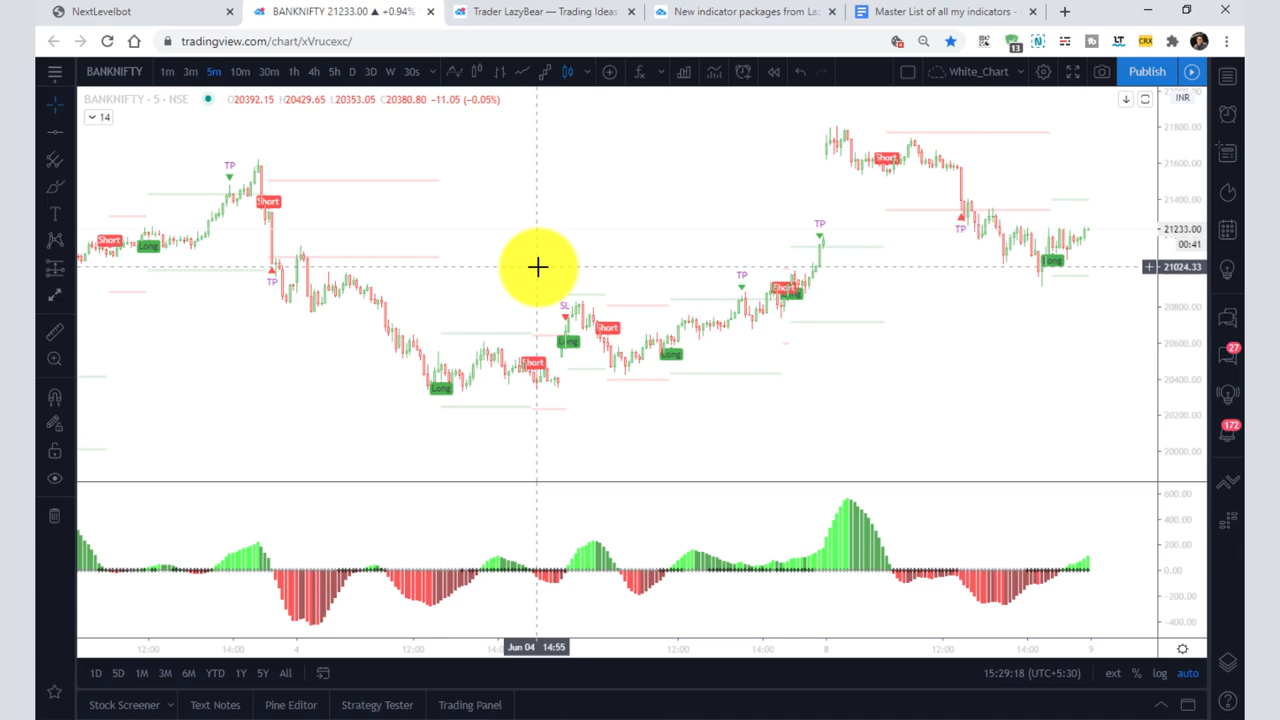 NextLevelbot
BANKNIFTY 21233.00 ▲ +0.94%
Trader LazyBear — Trading Ideas
New indicator packages from Laz
Master List of all my indicators -
tradingview.com/chart/xVrucexc/
13
LT
CRX
BANKNIFTY 1m 3m 5m 10m 30m 1h 4h 5h D 3D W 30s
White_Chart
Publish
BANKNIFTY · 5 · NSE
O20392.15 H20429.65 L20353.05 C20380.80 −11.05 (−0.05%)
INR
14
21800.00
TP
Short
21600.00
Short
21400.00
TP
TP
21233.00
Short
Long
00:41
Long
21024.33
TP
TP
Short
Long
SL
20800.00
Short
Long
20600.00
Long
Short
20400.00
Long
20200.00
20000.00
27
172
600.00
400.00
200.00
0.00
−200.00
−400.00
12:00 14:00 4 12:00 Jun 04 14:55 12:00 14:00 8 12:00 14:00 9
1D 5D 1M 3M 6M YTD 1Y 5Y All
15:29:18 (UTC+5:30) ext % log auto
Stock Screener Text Notes Pine Editor Strategy Tester Trading Panel